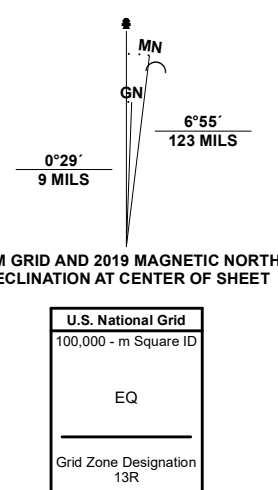 MN
GN
6°55´
123 MILS
0°29´
9 MILS
M GRID AND 2019 MAGNETIC NORTH
ECLINATION AT CENTER OF SHEET
U.S. National Grid
100,000 - m Square ID
EQ
Grid Zone Designation
13R